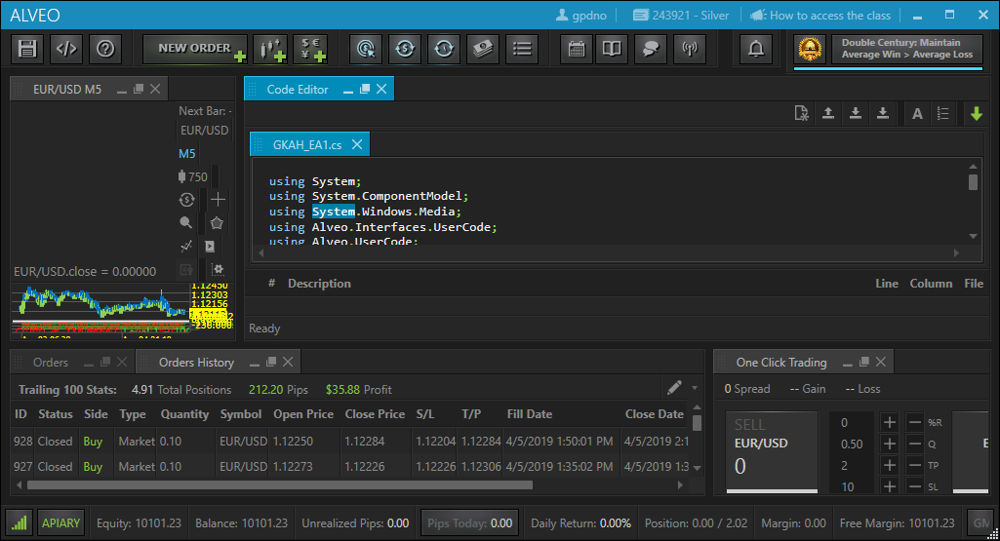 ALVEO gpdno 243921 - Silver How to access the class
NEW ORDER Double Century: Maintain
Average Win > Average Loss
EUR/USD M5
Next Bar: -
EUR/USD
M5
750
EUR/USD.close = 0.00000
1.12450
1.12303
1.12156
Code Editor
A
GKAH_EA1.cs
using System;
using System.ComponentModel;
using System.Windows.Media;
using Alveo.Interfaces.UserCode;
using Alveo.UserCode;
# Description Line Column File
Ready
Orders Orders History
Trailing 100 Stats: 4.91 Total Positions 212.20 Pips $35.88 Profit
ID Status Side Type Quantity Symbol Open Price Close Price S/L T/P Fill Date Close Date
928 Closed Buy Market 0.10 EUR/USD 1.12250 1.12284 1.12204 1.12284 4/5/2019 1:50:01 PM 4/5/2019 2:1
927 Closed Buy Market 0.10 EUR/USD 1.12273 1.12226 1.12226 1.12306 4/5/2019 1:35:02 PM 4/5/2019 1:3
One Click Trading
0 Spread -- Gain -- Loss
SELL
EUR/USD
0
0 %R
0.50 Q
2 TP
10 SL
E
APIARY Equity: 10101.23 Balance: 10101.23 Unrealized Pips: 0.00 Pips Today: 0.00 Daily Return: 0.00% Position: 0.00 / 2.02 Margin: 0.00 Free Margin: 10101.23 GM